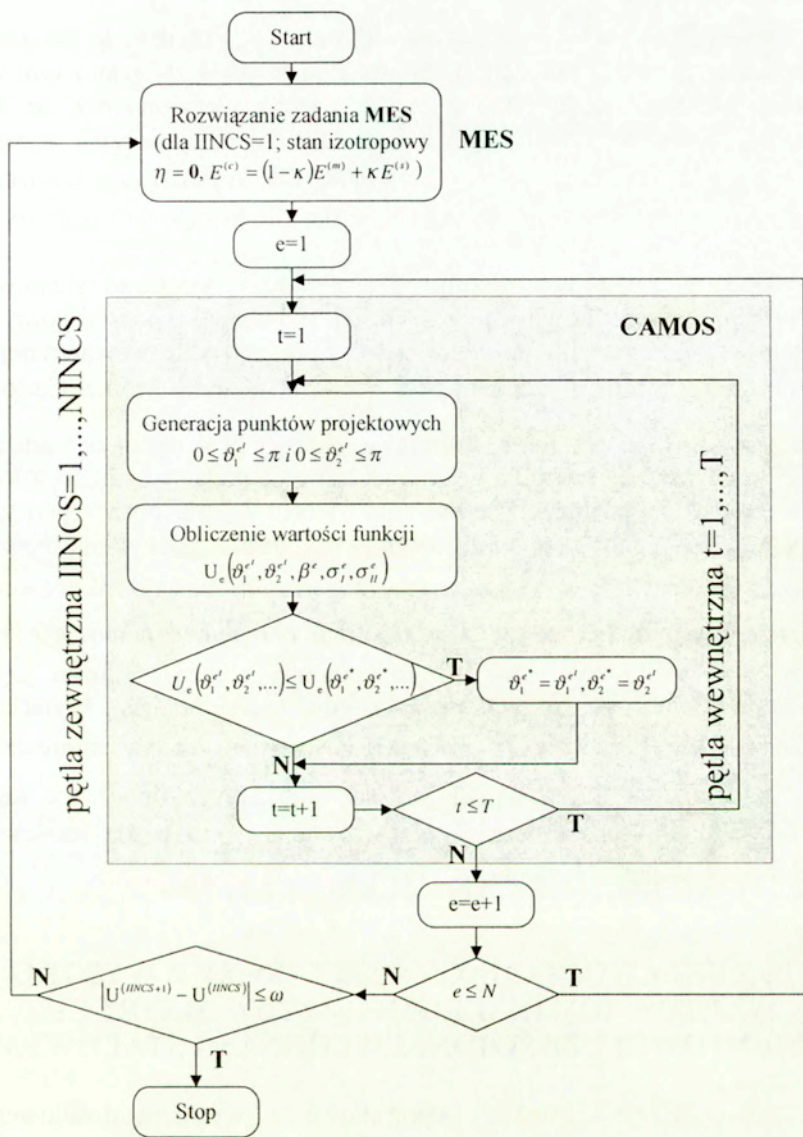 Start
Rozwiązanie zadania MES
(dla IINCS=1; stan izotropowy
η = 0, E^(c) = (1-κ)E^(m) + κE^(s) )
MES
e=1
t=1
CAMOS
Generacja punktów projektowych
0 ≤ ϑ₁^{e^t} ≤ π i 0 ≤ ϑ₂^{e^t} ≤ π
Obliczenie wartości funkcji
U_e(ϑ₁^{e^t}, ϑ₂^{e^t}, β^e, σ_I^e, σ_II^e)
U_e(ϑ₁^{e^t}, ϑ₂^{e^t},...) ≤ U_e(ϑ₁^{e*}, ϑ₂^{e*},...)
T
ϑ₁^{e*} = ϑ₁^{e^t}, ϑ₂^{e*} = ϑ₂^{e^t}
N
t=t+1
t ≤ T
T
N
e=e+1
e ≤ N
T
N
|U^(IINCS+1) − U^(IINCS)| ≤ ω
N
T
Stop
pętla zewnętrzna IINCS=1,...,NINCS
pętla wewnętrzna t=1,...,T